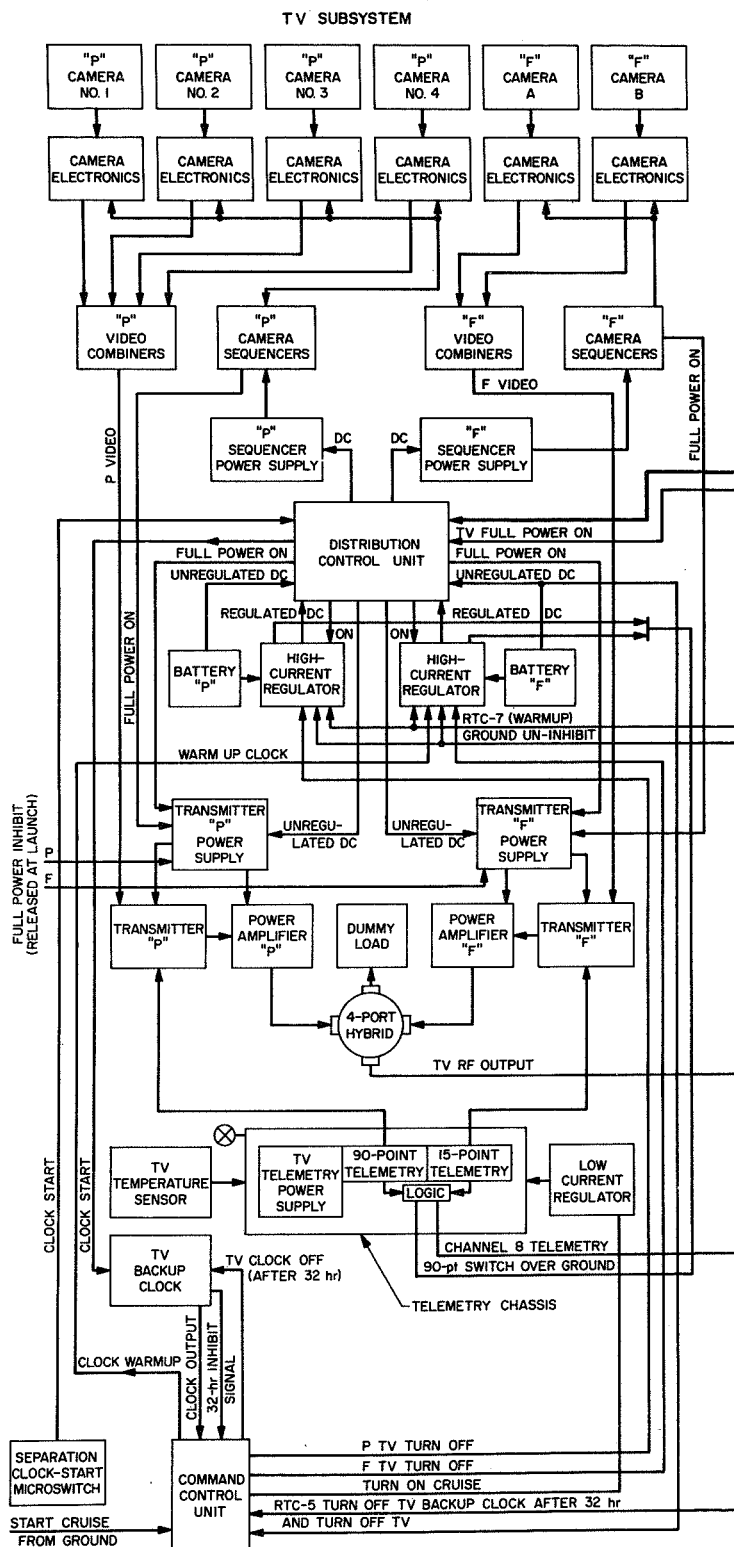 TV SUBSYSTEM
"P"
CAMERA
NO. 1
"P"
CAMERA
NO. 2
"P"
CAMERA
NO. 3
"P"
CAMERA
NO. 4
"F"
CAMERA
A
"F"
CAMERA
B
CAMERA
ELECTRONICS
CAMERA
ELECTRONICS
CAMERA
ELECTRONICS
CAMERA
ELECTRONICS
CAMERA
ELECTRONICS
CAMERA
ELECTRONICS
"P"
VIDEO
COMBINERS
"P"
CAMERA
SEQUENCERS
"F"
VIDEO
COMBINERS
"F"
CAMERA
SEQUENCERS
F VIDEO
FULL POWER ON
P VIDEO
"P"
SEQUENCER
POWER SUPPLY
DC
DC
"F"
SEQUENCER
POWER SUPPLY
DISTRIBUTION
CONTROL UNIT
TV FULL POWER ON
FULL POWER ON
FULL POWER ON
UNREGULATED DC
UNREGULATED DC
REGULATED DC
REGULATED DC
ON
ON
FULL POWER ON
BATTERY
"P"
HIGH-
CURRENT
REGULATOR
HIGH-
CURRENT
REGULATOR
BATTERY
"F"
RTC-7 (WARMUP)
GROUND UN-INHIBIT
WARM UP CLOCK
FULL POWER INHIBIT
(RELEASED AT LAUNCH)
P
F
TRANSMITTER
"P"
POWER
SUPPLY
UNREGU-
LATED DC
UNREGU-
LATED DC
TRANSMITTER
"F"
POWER
SUPPLY
TRANSMITTER
"P"
POWER
AMPLIFIER
"P"
DUMMY
LOAD
POWER
AMPLIFIER
"F"
TRANSMITTER
"F"
4-PORT
HYBRID
TV RF OUTPUT
TV
TEMPERATURE
SENSOR
TV
TELEMETRY
POWER
SUPPLY
90-POINT
TELEMETRY
15-POINT
TELEMETRY
LOGIC
LOW
CURRENT
REGULATOR
CLOCK START
CLOCK START
CHANNEL 8 TELEMETRY
90-pt SWITCH OVER GROUND
TV
BACKUP
CLOCK
TV CLOCK OFF
(AFTER 32 hr)
TELEMETRY CHASSIS
CLOCK WARMUP
CLOCK OUTPUT
32-hr INHIBIT
SIGNAL
SEPARATION
CLOCK-START
MICROSWITCH
COMMAND
CONTROL
UNIT
P TV TURN OFF
F TV TURN OFF
TURN ON CRUISE
RTC-5 TURN OFF TV BACKUP CLOCK AFTER 32 hr
AND TURN OFF TV
START CRUISE
FROM GROUND